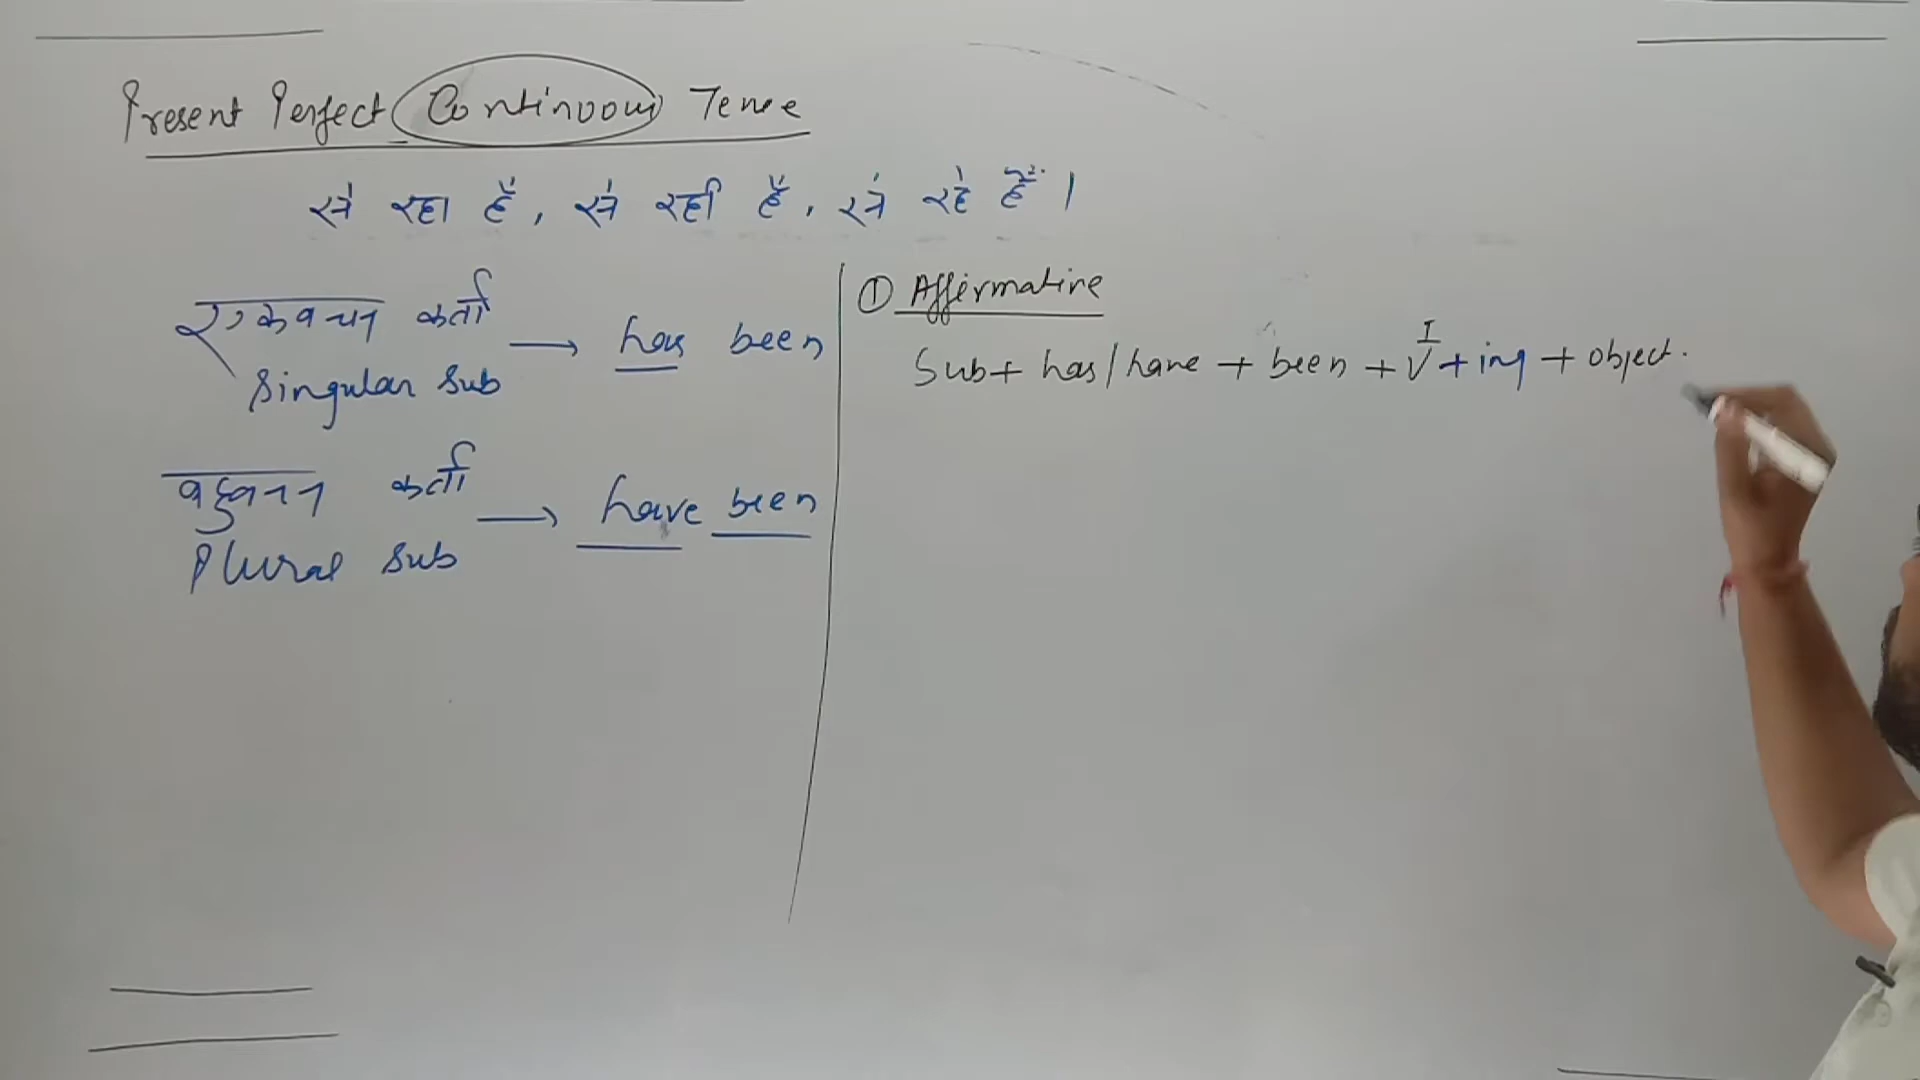 Present Perfect Continuous Tense
से रहा है, से रही है, से रहे हैं।
एकवचन कर्ता
Singular Sub → has been
बहुवचन कर्ता
Plural Sub → have been
① Affirmative
Sub + has/have + been + V I + ing + object.